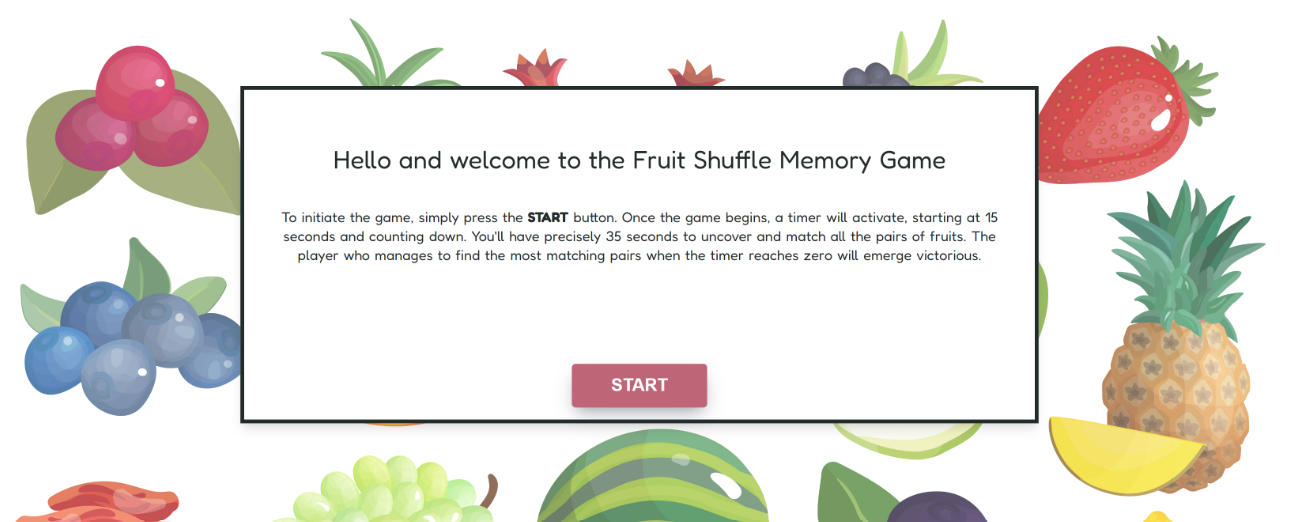 Hello and welcome to the Fruit Shuffle Memory Game
To initiate the game, simply press the START button. Once the game begins, a timer will activate, starting at 15
seconds and counting down. You'll have precisely 35 seconds to uncover and match all the pairs of fruits. The
player who manages to find the most matching pairs when the timer reaches zero will emerge victorious.
START